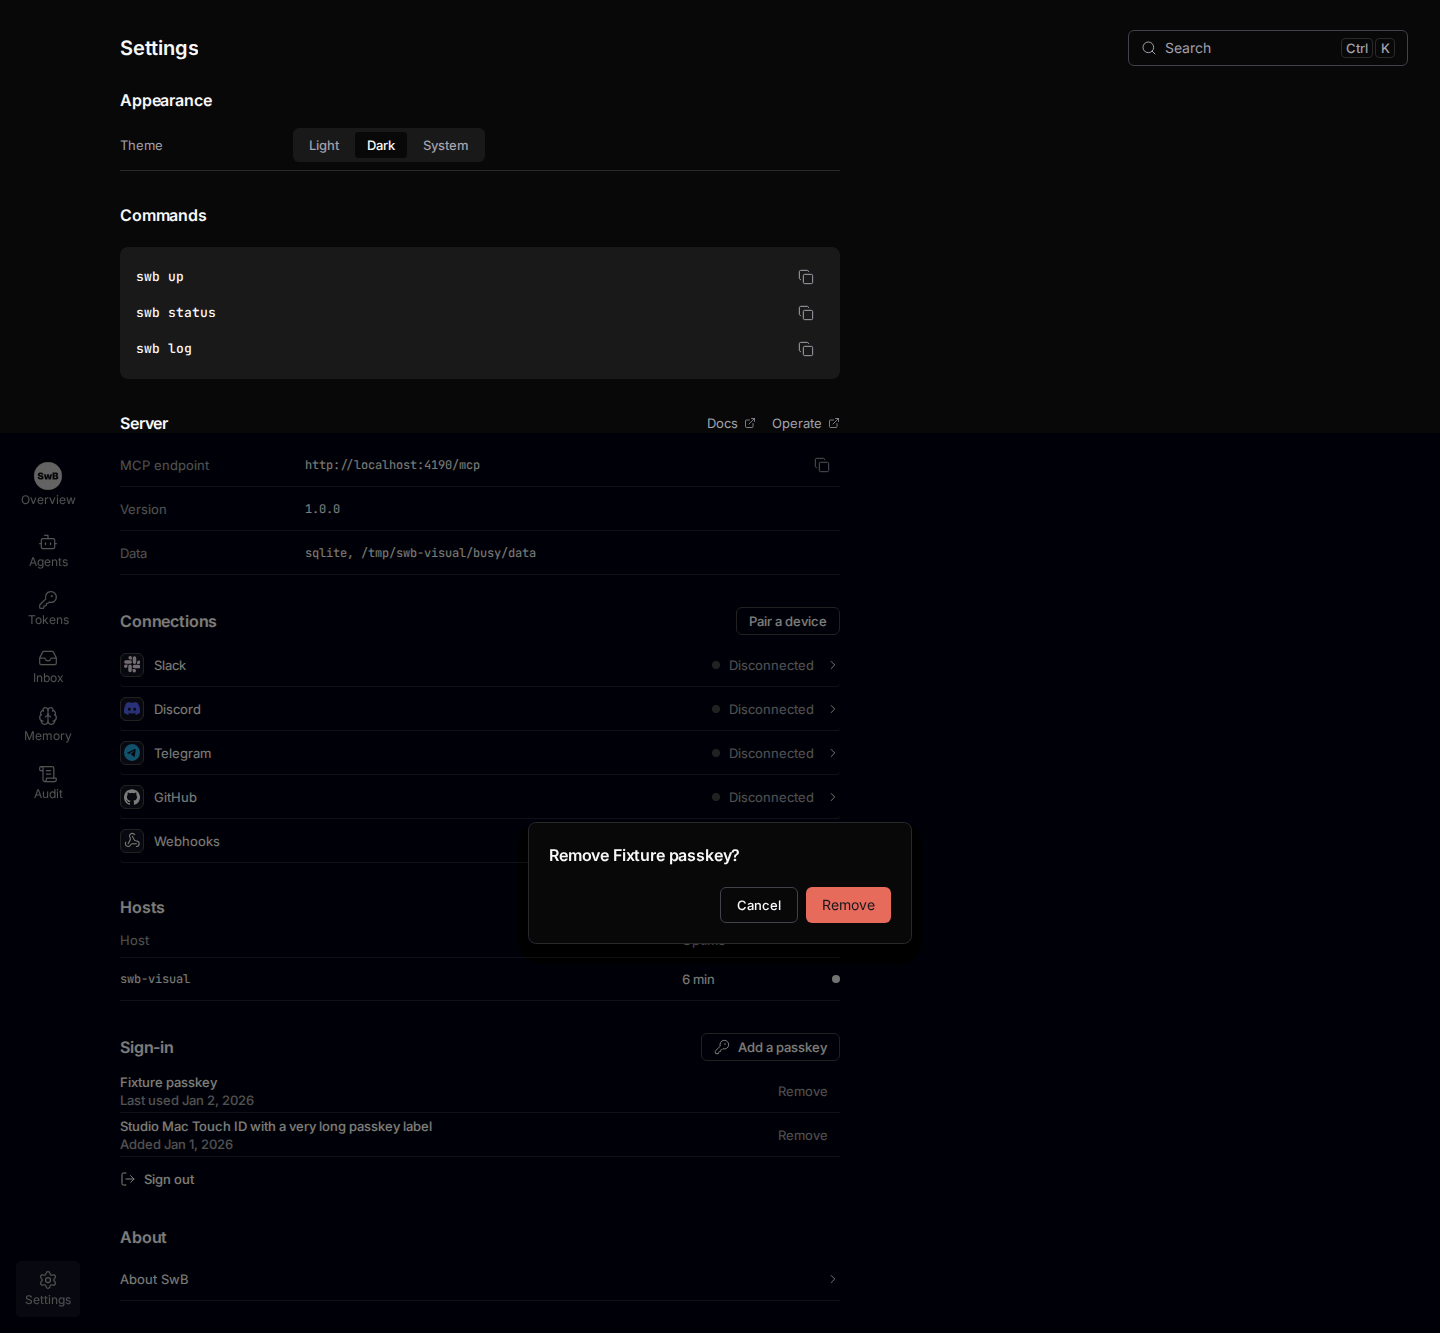 Settings
Search
Ctrl K
Appearance
Theme
Light
Dark
System
Commands
swb up
swb status
swb log
Server
Docs
Operate
MCP endpoint
http://localhost:4190/mcp
Version
1.0.0
Data
sqlite, /tmp/swb-visual/busy/data
SwB
Overview
Agents
Tokens
Inbox
Memory
Audit
Settings
Connections
Pair a device
Slack
Disconnected
Discord
Disconnected
Telegram
Disconnected
GitHub
Disconnected
Webhooks
Remove Fixture passkey?
Cancel
Remove
Hosts
Host
swb-visual
6 min
Sign-in
Add a passkey
Fixture passkey
Last used Jan 2, 2026
Remove
Studio Mac Touch ID with a very long passkey label
Added Jan 1, 2026
Remove
Sign out
About
About SwB